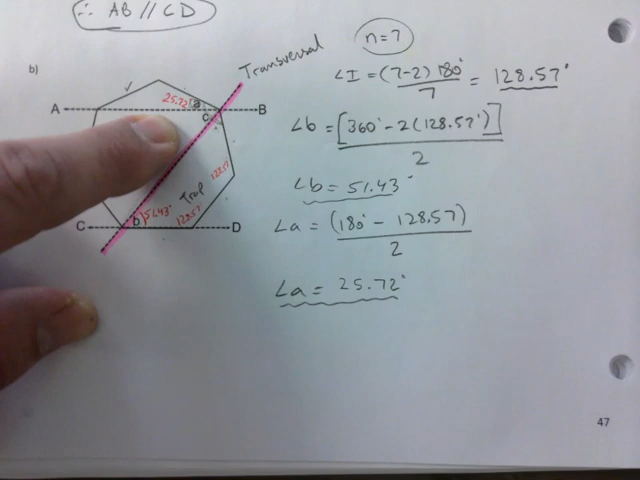 ∴ AB // CD
n=7
b)
Transversal
∠I = (7-2) 180° / 7 = 128.57°
A
25.72°
a
B
c
∠b = [360° - 2(128.57°)] / 2
∠b = 51.43°
Trap
128.57
C
b
51.43°
128.57
D
∠a = (180° - 128.57) / 2
∠a = 25.72°
47